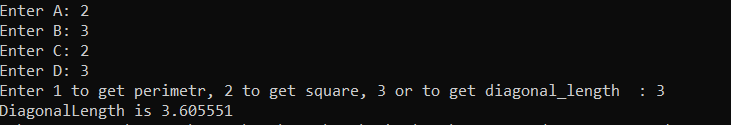 Enter A: 2
Enter B: 3
Enter C: 2
Enter D: 3
Enter 1 to get perimetr, 2 to get square, 3 or to get diagonal_length  : 3
DiagonalLength is 3.605551